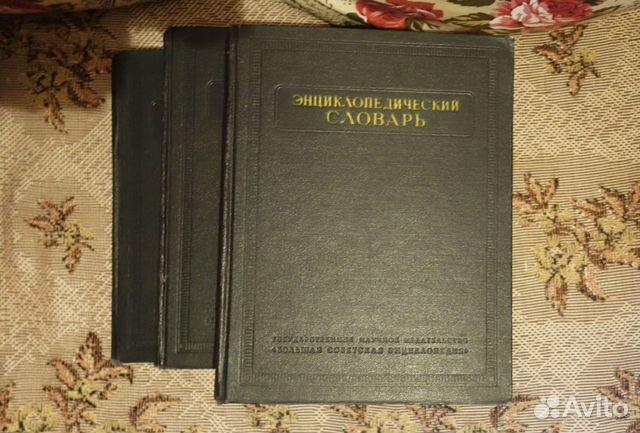 ЭНЦИКЛОПЕДИЧЕСКИЙ
СЛОВАРЬ
ГОСУДАРСТВЕННОЕ НАУЧНОЕ ИЗДАТЕЛЬСТВО
«БОЛЬШАЯ СОВЕТСКАЯ ЭНЦИКЛОПЕДИЯ»
Avito